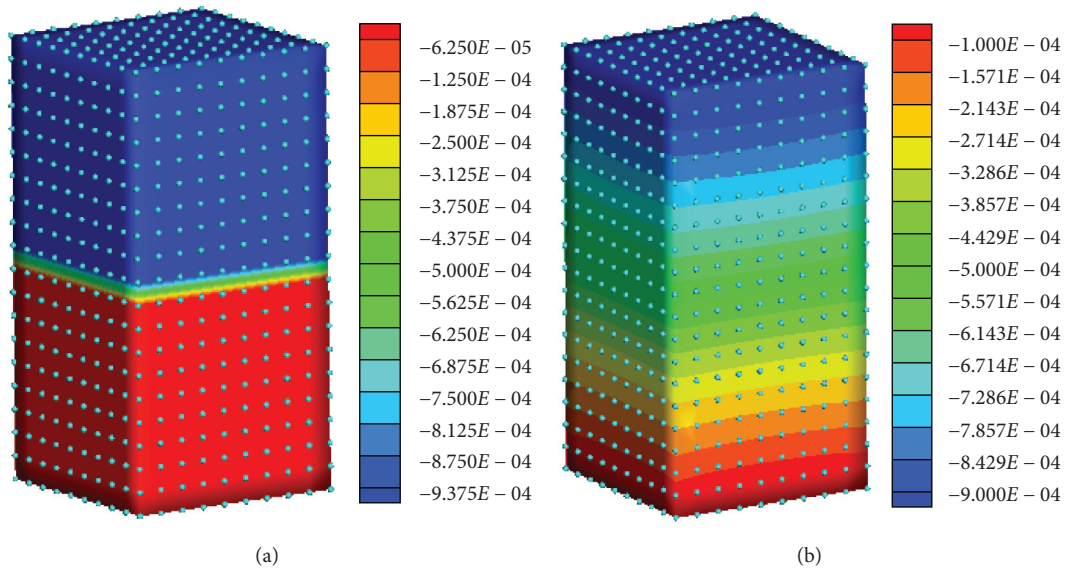 −6.250E − 05
−1.250E − 04
−1.875E − 04
−2.500E − 04
−3.125E − 04
−3.750E − 04
−4.375E − 04
−5.000E − 04
−5.625E − 04
−6.250E − 04
−6.875E − 04
−7.500E − 04
−8.125E − 04
−8.750E − 04
−9.375E − 04
(a)
−1.000E − 04
−1.571E − 04
−2.143E − 04
−2.714E − 04
−3.286E − 04
−3.857E − 04
−4.429E − 04
−5.000E − 04
−5.571E − 04
−6.143E − 04
−6.714E − 04
−7.286E − 04
−7.857E − 04
−8.429E − 04
−9.000E − 04
(b)